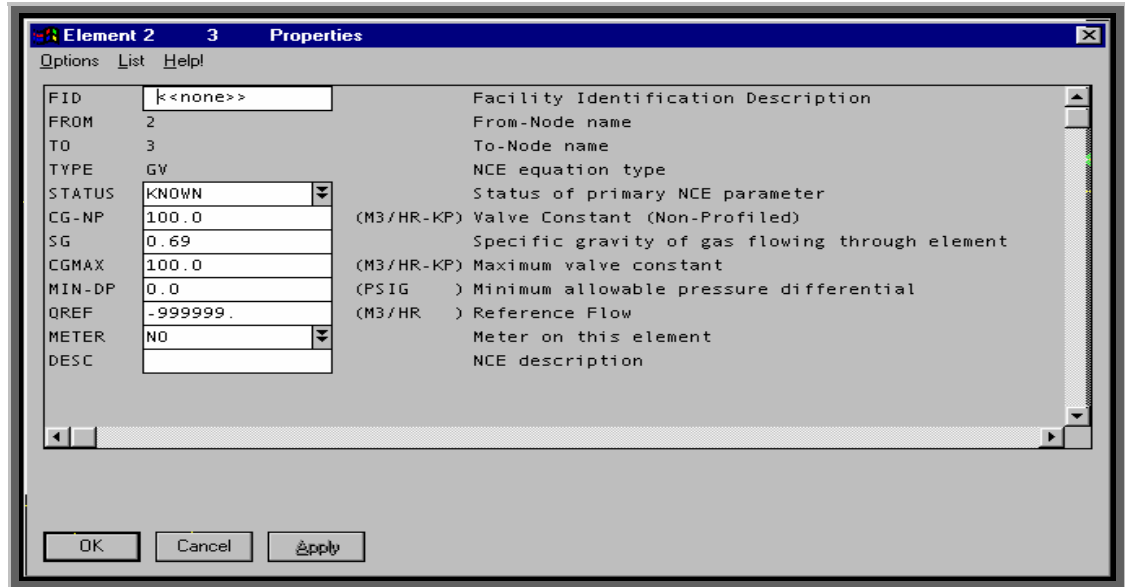 Element 2 3 Properties
Options List Help!
FID <<none>> Facility Identification Description
FROM 2 From-Node name
TO 3 To-Node name
TYPE GV NCE equation type
STATUS KNOWN Status of primary NCE parameter
CG-NP 100.0 (M3/HR-KP) Valve Constant (Non-Profiled)
SG 0.69 Specific gravity of gas flowing through element
CGMAX 100.0 (M3/HR-KP) Maximum valve constant
MIN-DP 0.0 (PSIG ) Minimum allowable pressure differential
QREF -999999. (M3/HR ) Reference Flow
METER NO Meter on this element
DESC NCE description
OK Cancel Apply